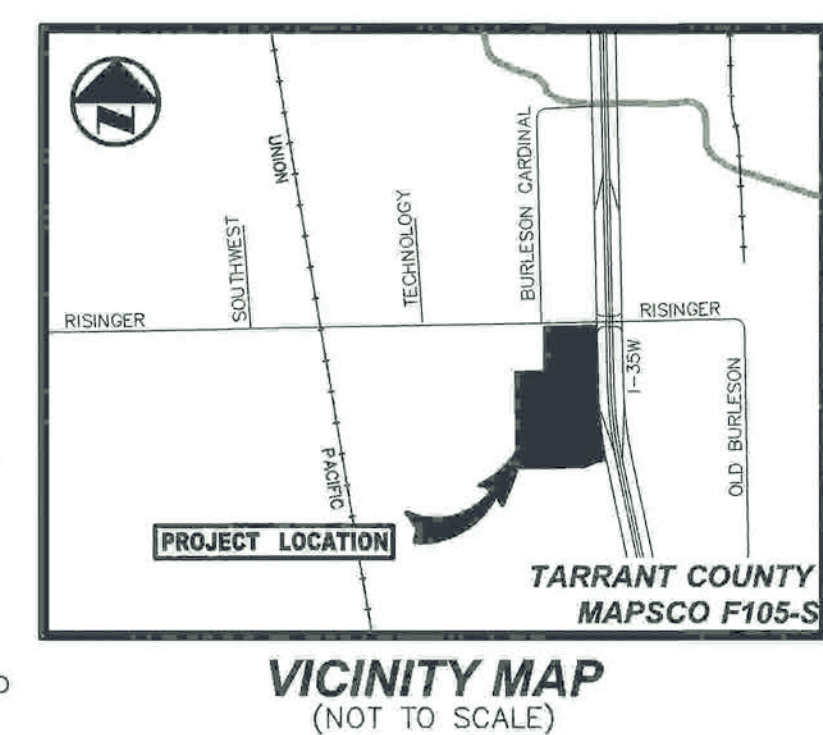 N
UNION
BURLESON CARDINAL
TECHNOLOGY
SOUTHWEST
RISINGER
RISINGER
I-35W
OLD BURLESON
PACIFIC
PROJECT LOCATION
TARRANT COUNTY
MAPSCO F105-S
VICINITY MAP
(NOT TO SCALE)